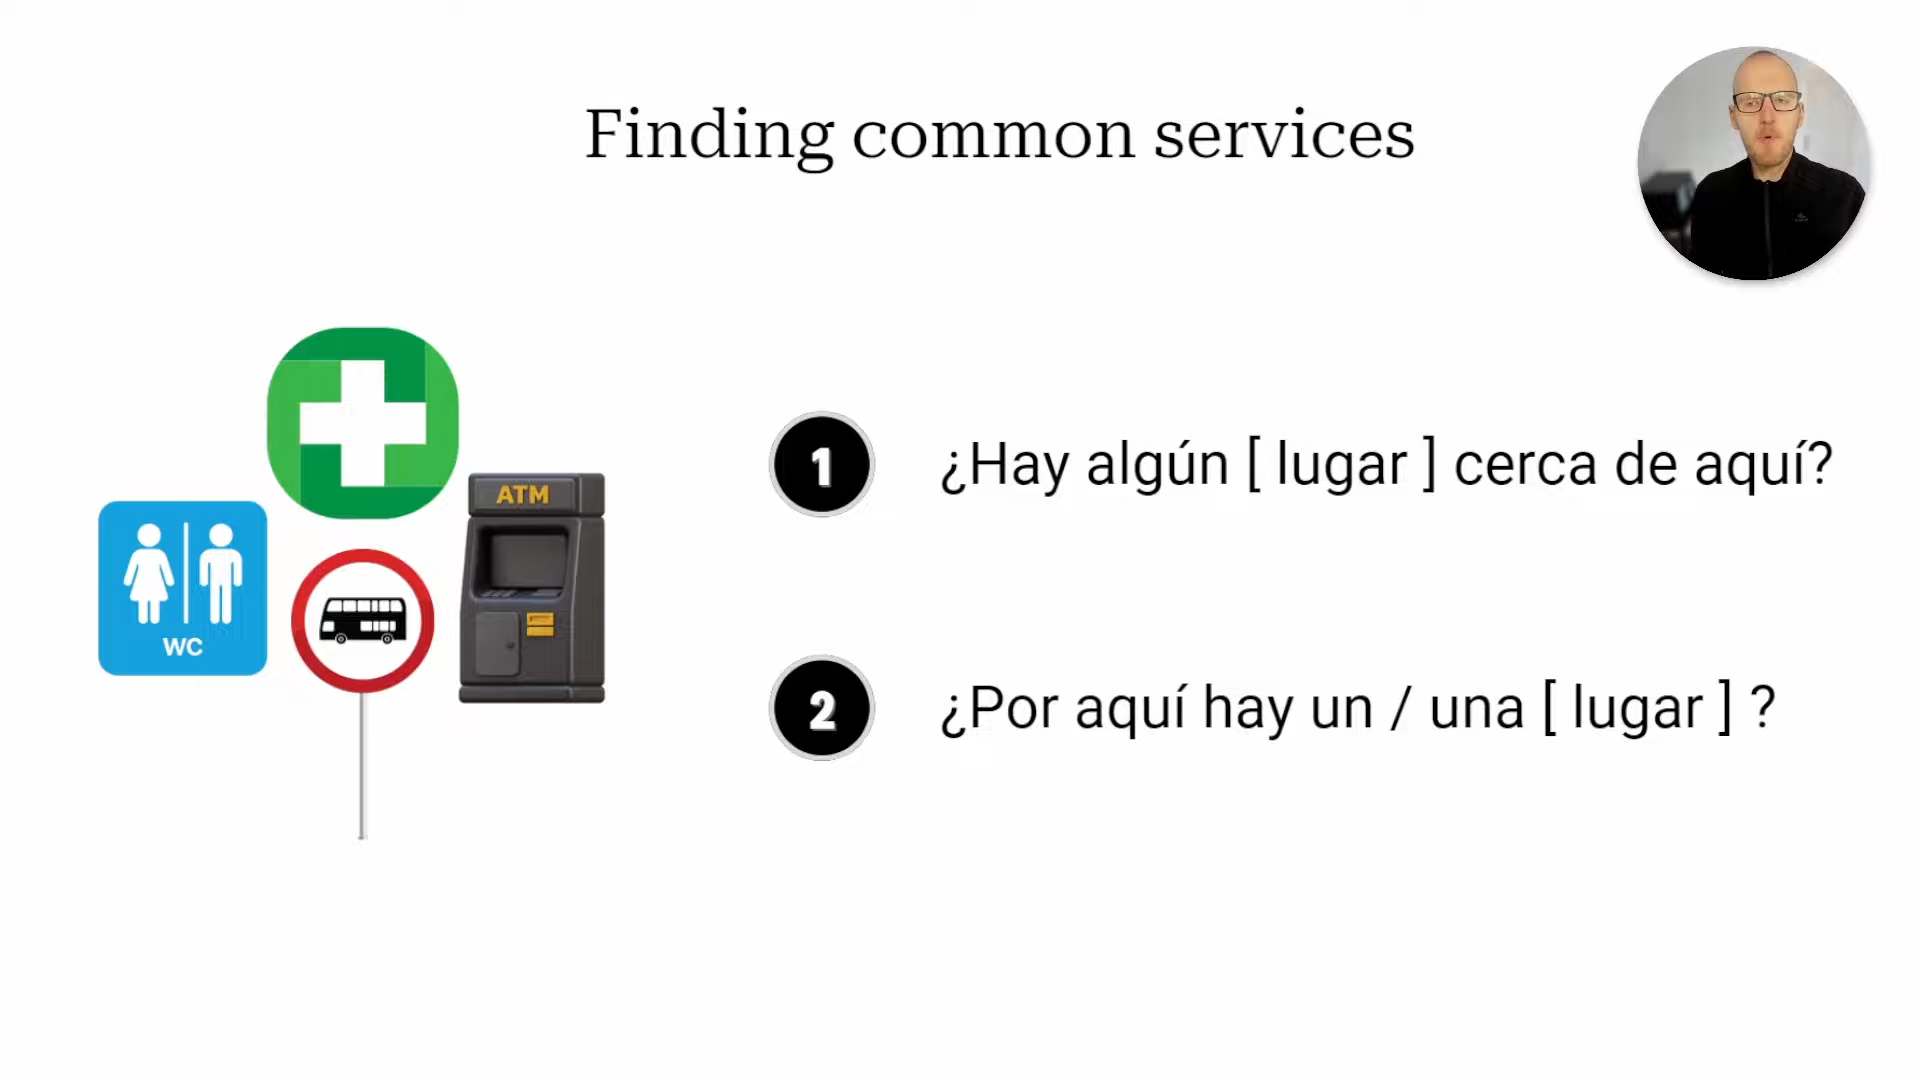 Finding common services
ATM
WC
1 ¿Hay algún [ lugar ] cerca de aquí?
2 ¿Por aquí hay un / una [ lugar ] ?